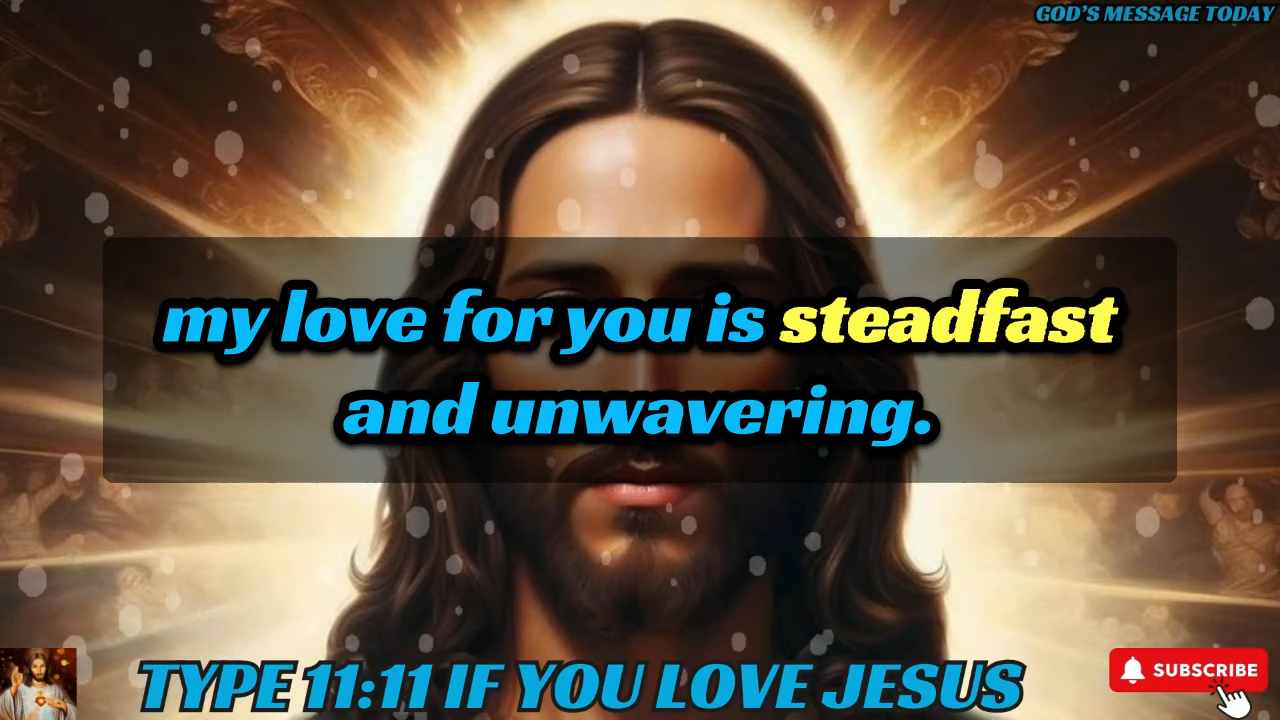 GOD'S MESSAGE TODAY
my love for you is steadfast
and unwavering.
TYPE 11:11 IF YOU LOVE JESUS
SUBSCRIBE